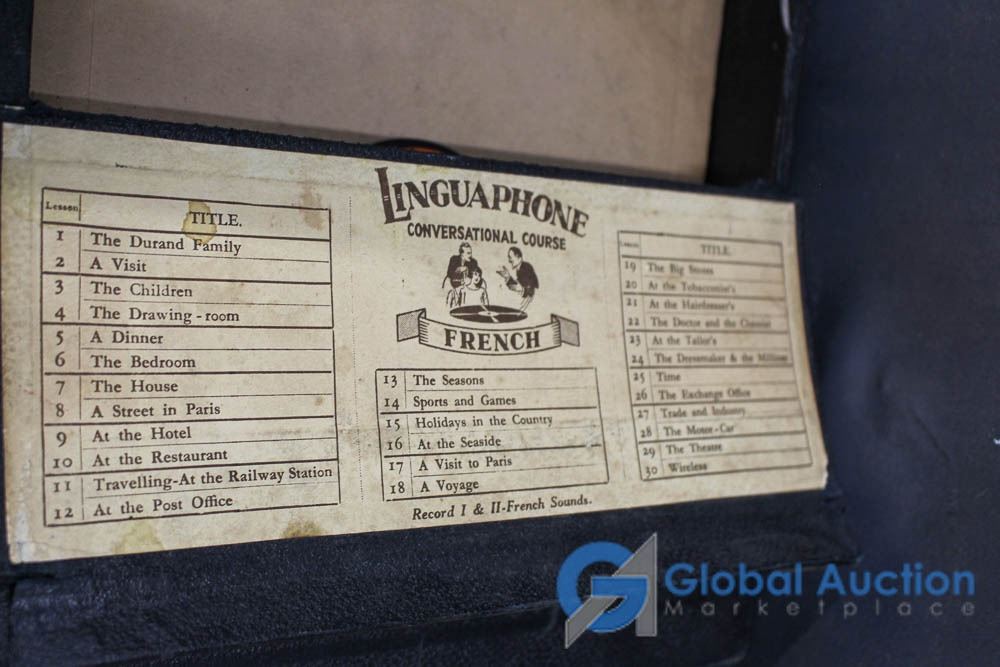 Lesson TITLE.
1 The Durand Family
2 A Visit
3 The Children
4 The Drawing-room
5 A Dinner
6 The Bedroom
7 The House
8 A Street in Paris
9 At the Hotel
10 At the Restaurant
11 Travelling-At the Railway Station
12 At the Post Office
LINGUAPHONE
CONVERSATIONAL COURSE
FRENCH
13 The Seasons
14 Sports and Games
15 Holidays in the Country
16 At the Seaside
17 A Visit to Paris
18 A Voyage
Record I & II-French Sounds.
Lesson TITLE.
19 The Big Stores
20 At the Tobacconist's
21 At the Hairdresser's
22 The Doctor and the Chemist
23 At the Tailor's
24 The Dressmaker & the Milliner
25 Time
26 The Exchange Office
27 Trade and Industry
28 The Motor-Car
29 The Theatre
30 Wireless
GA Global Auction
Marketplace